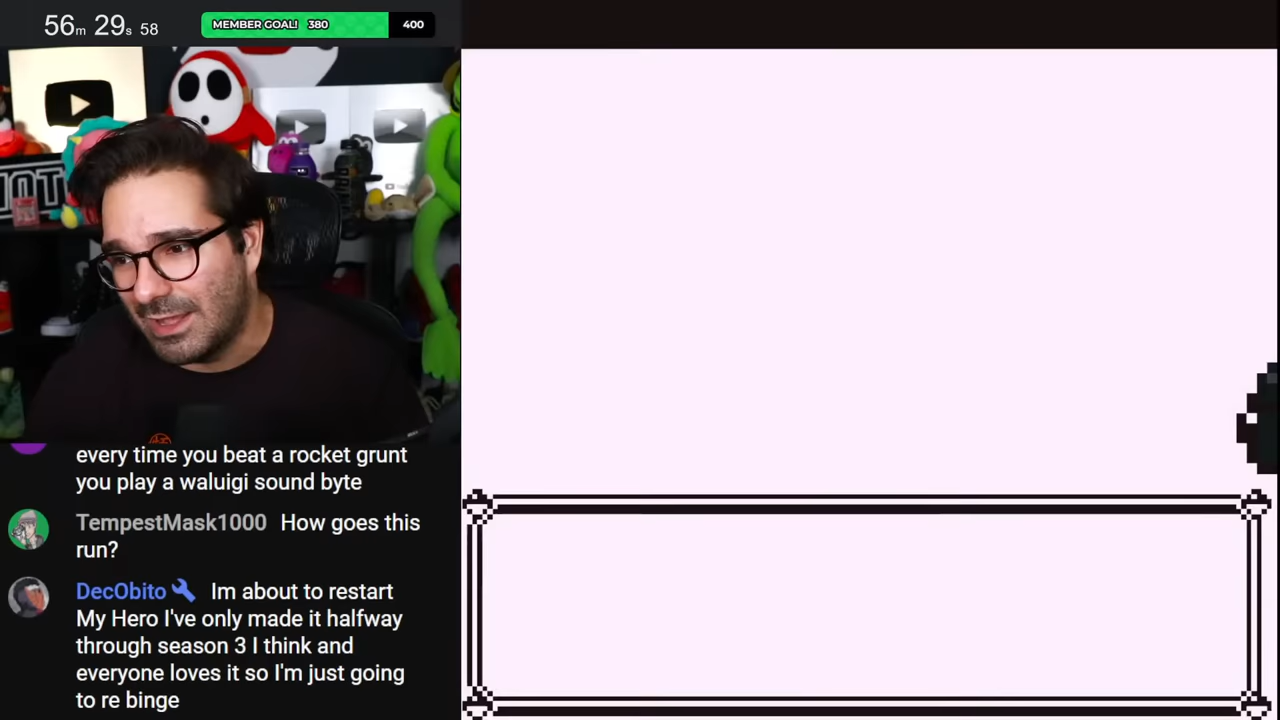 56m 29s 58
MEMBER GOAL! 380
400
every time you beat a rocket grunt
you play a waluigi sound byte
TempestMask1000 How goes this
run?
DecObito Im about to restart
My Hero I've only made it halfway
through season 3 I think and
everyone loves it so I'm just going
to re binge